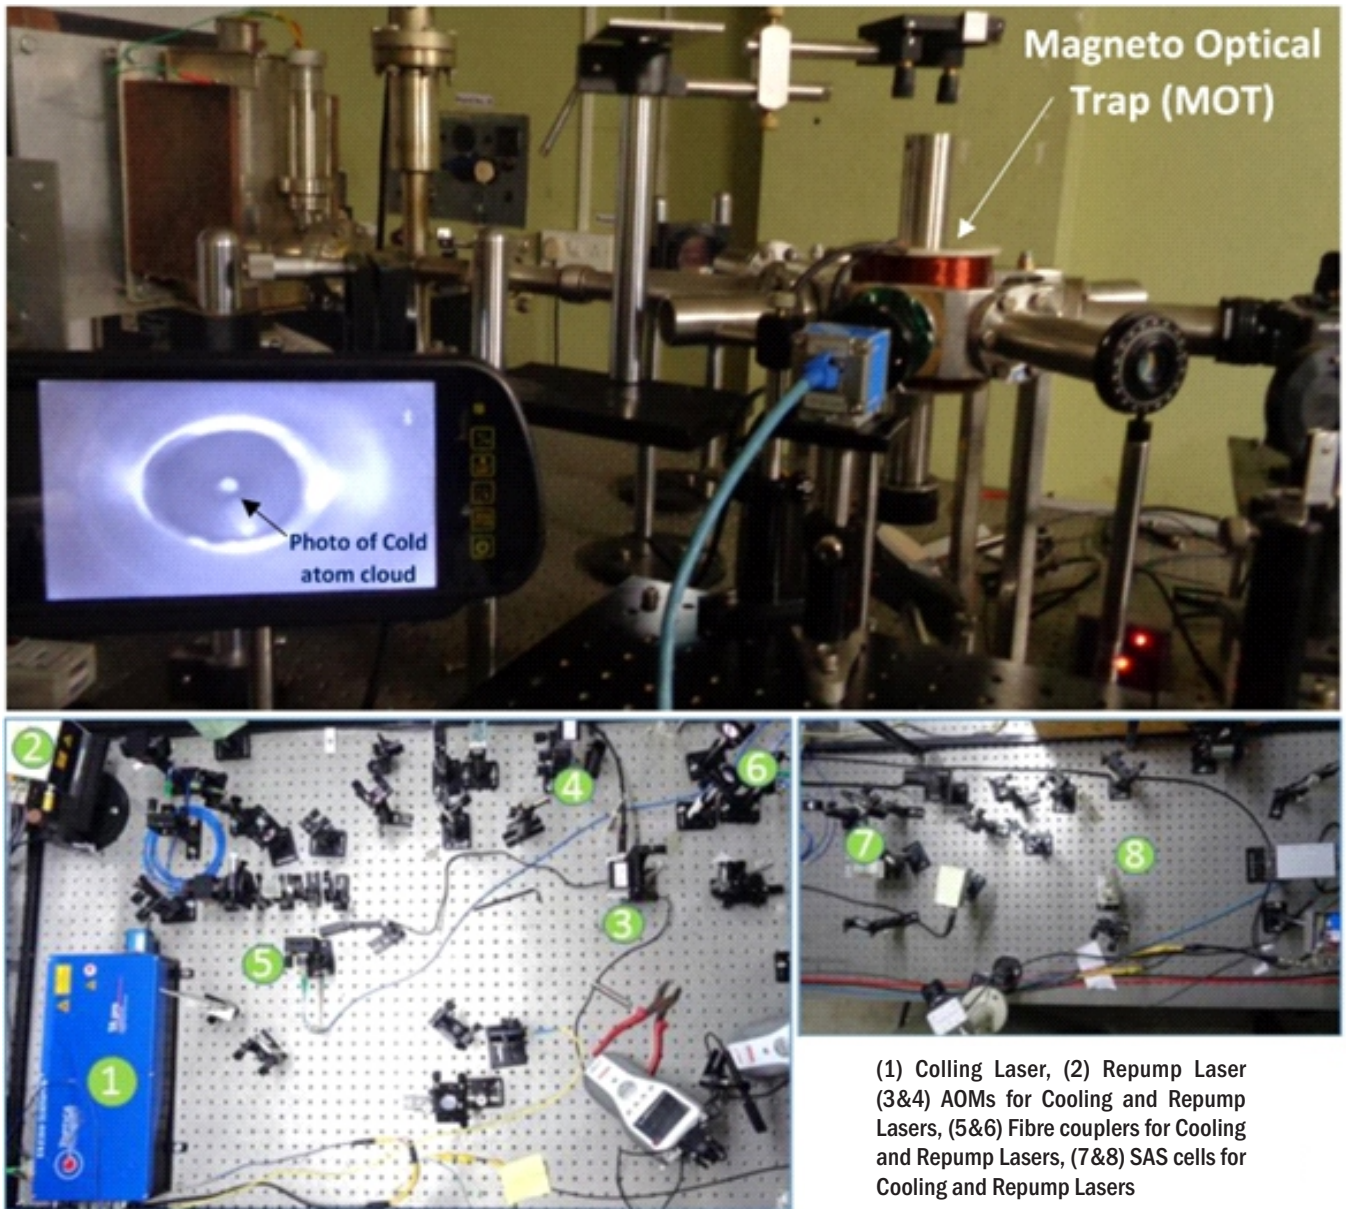 Magneto Optical
Trap (MOT)
Photo of Cold
atom cloud
2
4
6
3
5
1
7
8
(1) Colling Laser, (2) Repump Laser
(3&4) AOMs for Cooling and Repump
Lasers, (5&6) Fibre couplers for Cooling
and Repump Lasers, (7&8) SAS cells for
Cooling and Repump Lasers